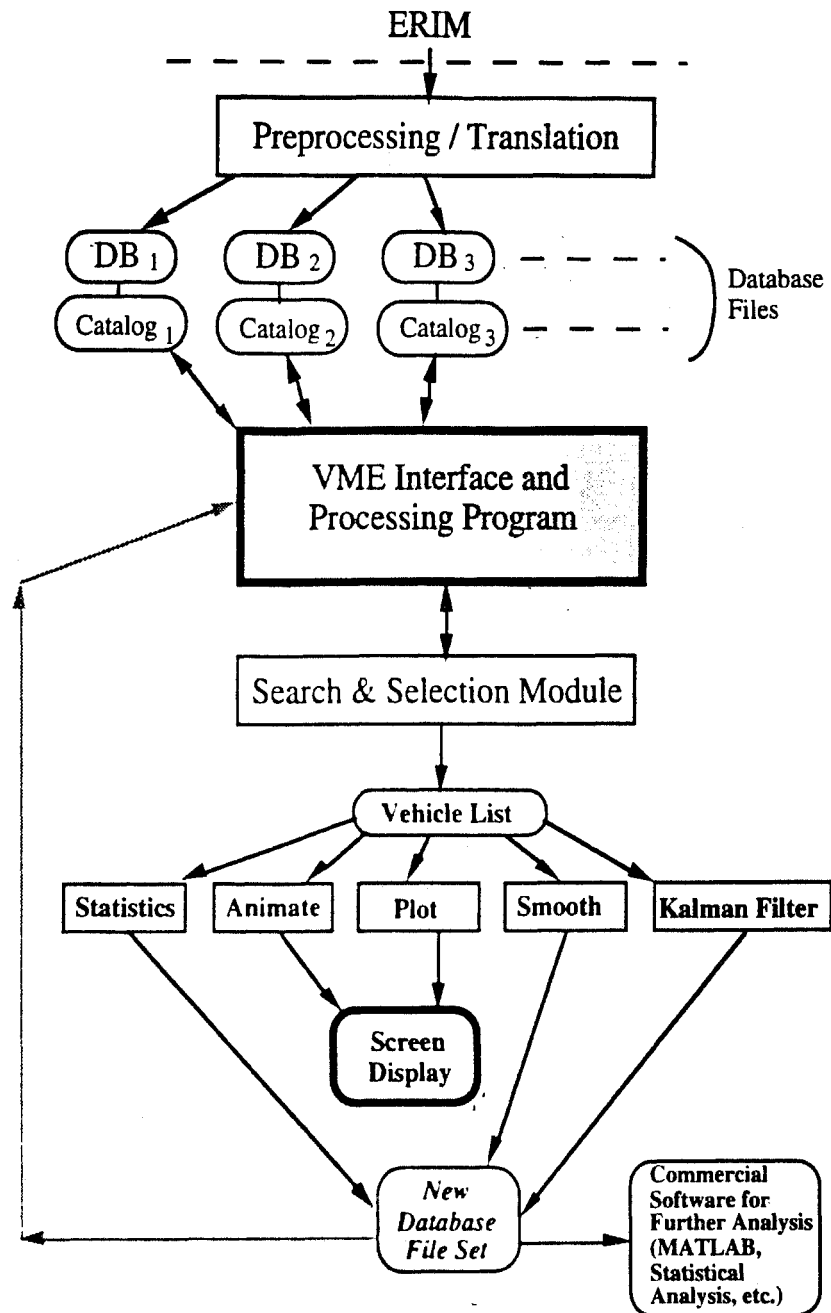 ERIM
Preprocessing / Translation
DB 1
DB 2
DB 3
Database
Files
Catalog 1
Catalog 2
Catalog 3
VME Interface and
Processing Program
Search & Selection Module
Vehicle List
Statistics
Animate
Plot
Smooth
Kalman Filter
Screen
Display
New
Database
File Set
Commercial
Software for
Further Analysis
(MATLAB,
Statistical
Analysis, etc.)